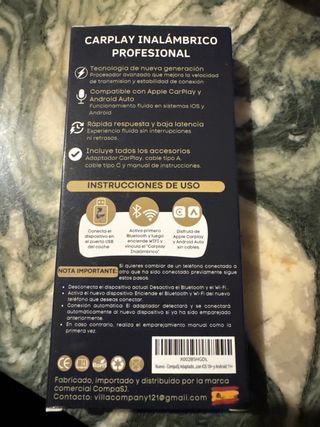 CARPLAY INALÁMBRICO
PROFESIONAL
Tecnología de nueva generación
Procesador avanzado que mejora la velocidad
de transmisión y estabilidad de conexión
Compatible con Apple CarPlay y
Android Auto
Funcionamiento fluido en sistemas IOS y
Android
Rápida respuesta y baja latencia
Experiencia fluida sin interrupciones
ni retrasos.
Incluye todos los accesorios
Adaptador CarPlay, cable tipo A,
cable tipo C y manual de instrucciones.
INSTRUCCIONES DE USO
Conecta el
dispositivo en
el puerto USB
del coche
Activa primero
Bluetooth y luego
enciende WIFI y
vincula el "Carplay
Inalámbrico"
Disfruta de
Apple Carplay
y Android Auto
sin cables.
NOTA IMPORTANTE:
Si quieres cambiar de un teléfono conectado a
otro que ha sido conectado previamente sigue
estos pasos.
Desconecta el dispositivo actual. Desactiva el Bluetooth y el Wi-Fi.
Activa el nuevo dispositivo: Enciende el Bluetooth y Wi-Fi del nuevo
teléfono que deseas conectar.
Conexión automática: El adaptador detectará y se conectará
automáticamente al nuevo dispositivo si ya ha sido emparejado
anteriormente.
En caso contrario, realiza el emparejamiento manual como la
primera vez.
X002B5HGDL
Fabricado, importado y distribuido por la marca
comercial CompaSJ.
Contacto: villacompany121@gmail.com